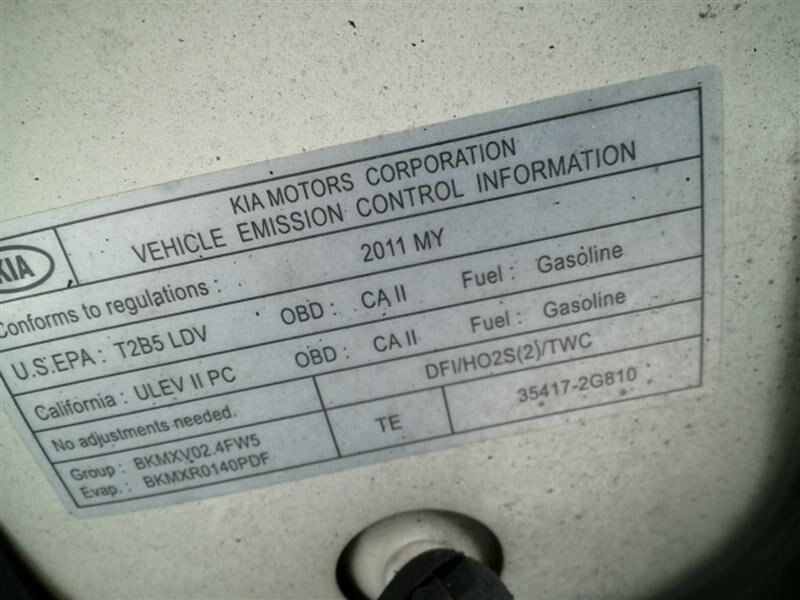 KIA
KIA MOTORS CORPORATION
VEHICLE EMISSION CONTROL INFORMATION
Conforms to regulations : 2011 MY
U.S.EPA : T2B5 LDV OBD : CA II Fuel : Gasoline
California : ULEV II PC OBD : CA II Fuel : Gasoline
No adjustments needed. DFI/HO2S(2)/TWC
Group : BKMXV02.4FW5
Evap. : BKMXR0140PDF
TE 35417-2G810